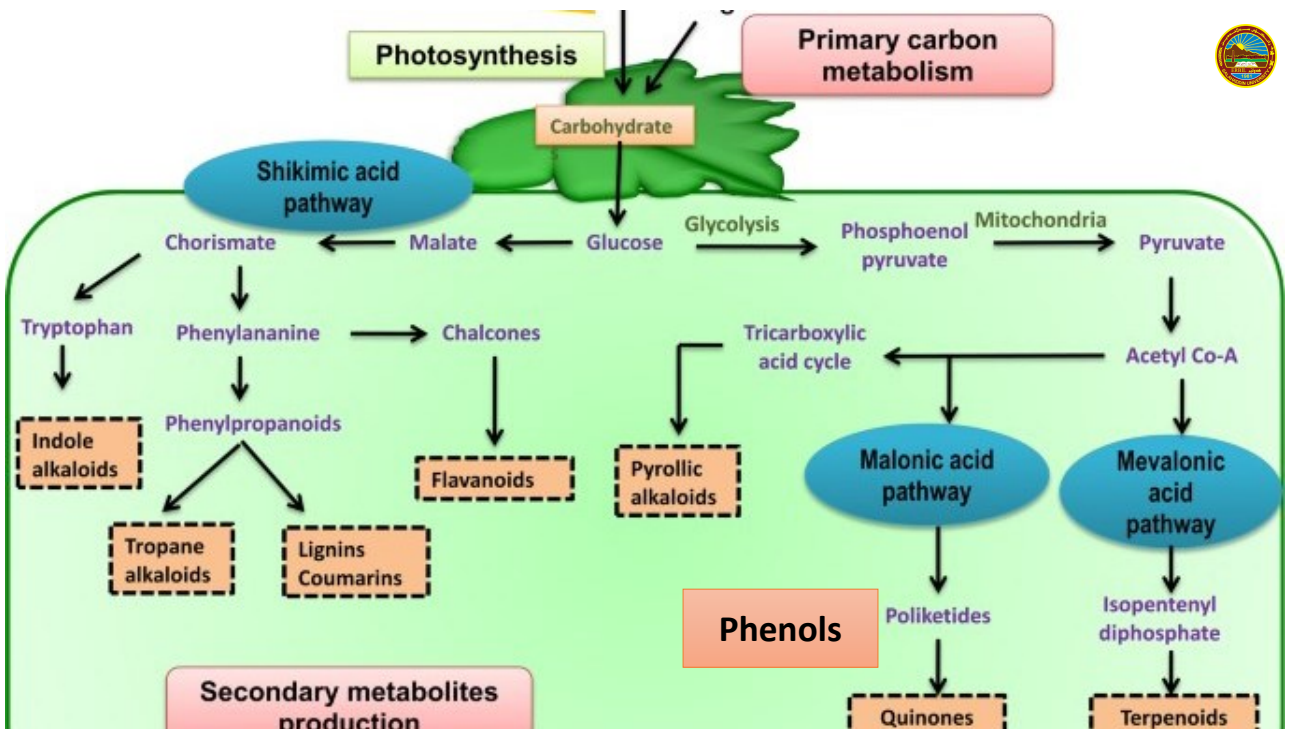 Photosynthesis
Primary carbon
metabolism
Carbohydrate
Shikimic acid
pathway
Chorismate
Malate
Glucose
Glycolysis
Phosphoenol
pyruvate
Mitochondria
Pyruvate
Tryptophan
Phenylananine
Chalcones
Tricarboxylic
acid cycle
Acetyl Co-A
Phenylpropanoids
Indole
alkaloids
Flavanoids
Pyrollic
alkaloids
Malonic acid
pathway
Mevalonic
acid
pathway
Tropane
alkaloids
Lignins
Coumarins
Phenols
Poliketides
Isopentenyl
diphosphate
Secondary metabolites
production
Quinones
Terpenoids